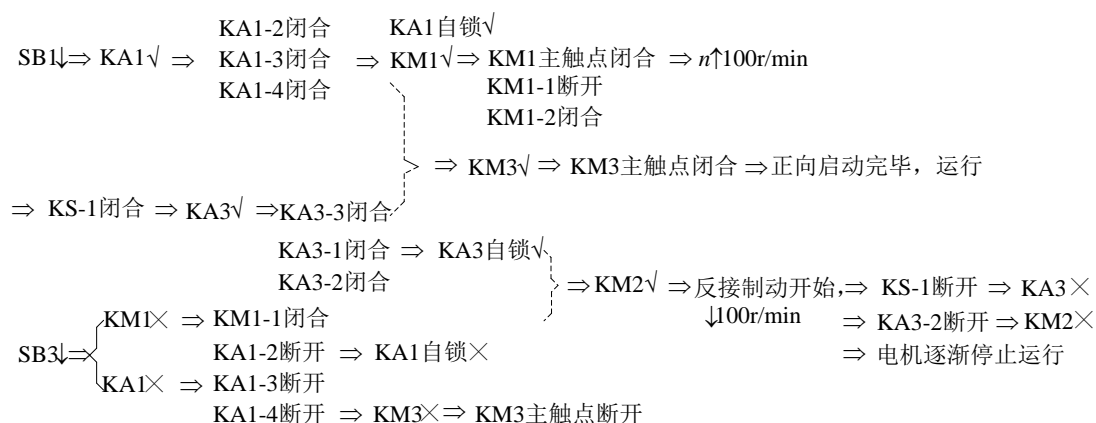 KA1-2闭合 KA1自锁√
SB1↓⇒ KA1√ ⇒ KA1-3闭合 ⇒ KM1√ ⇒ KM1主触点闭合 ⇒n↑100r/min
KA1-4闭合 KM1-1断开
KM1-2闭合
⇒ KM3√ ⇒ KM3主触点闭合 ⇒正向启动完毕，运行
⇒ KS-1闭合 ⇒ KA3√ ⇒KA3-3闭合
KA3-1闭合 ⇒ KA3自锁√
KA3-2闭合 ⇒KM2√ ⇒反接制动开始,⇒ KS-1断开 ⇒ KA3×
KM1× ⇒ KM1-1闭合 ↓100r/min ⇒ KA3-2断开⇒KM2×
SB3↓⇒ KA1-2断开 ⇒ KA1自锁× ⇒ 电机逐渐停止运行
KA1× ⇒ KA1-3断开
KA1-4断开 ⇒ KM3×⇒ KM3主触点断开